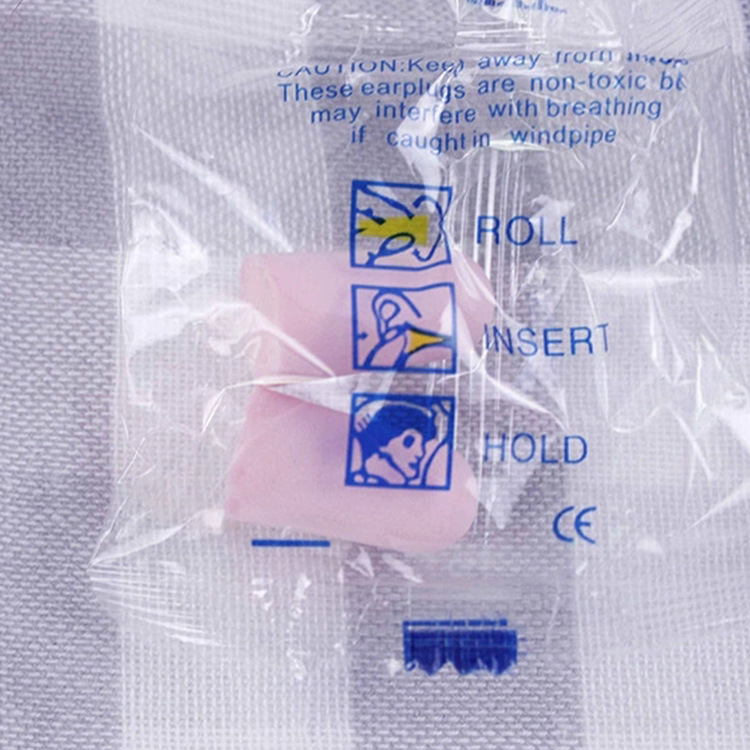 CAUTION:Keep away from
These earplugs are non-toxic
may interfere with breathing
if caught in windpipe
ROLL
INSERT
HOLD
CE